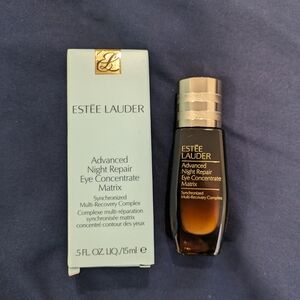 ESTĒE LAUDER
Advanced
Night Repair
Eye Concentrate
Matrix
Synchronized
Multi-Recovery Complex
Complexe multi-réparation
synchronisée matrix
concentré contour des yeux
.5 FL. OZ. LIQ./15ml e
ESTĒE
LAUDER
Advanced
Night Repair
Eye Concentrate
Matrix
Synchronized
Multi-Recovery Complex